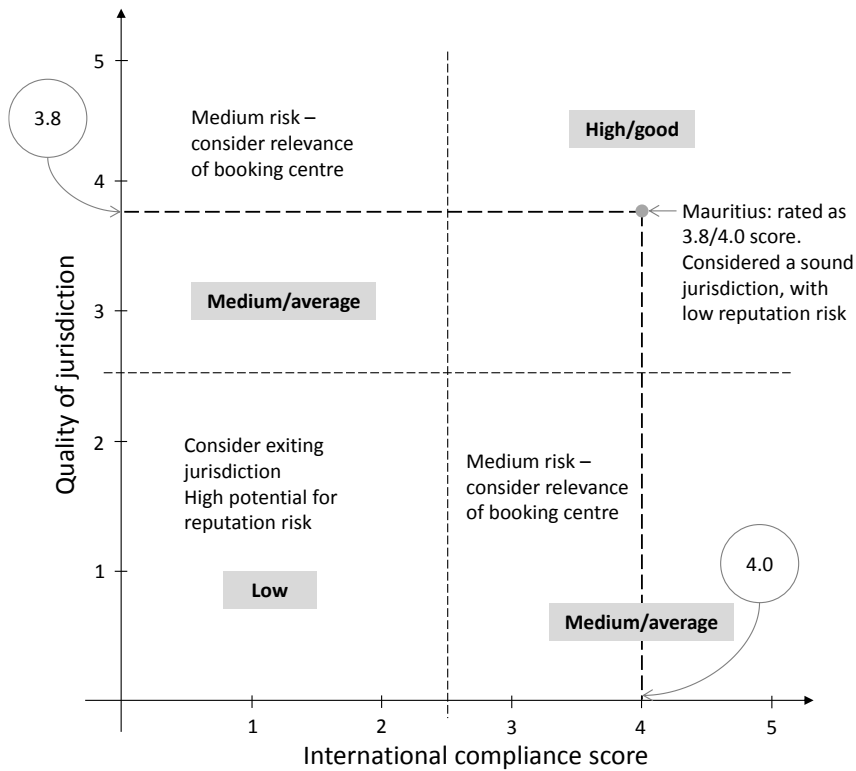 5
3.8
Medium risk –
consider relevance
of booking centre
High/good
4
Mauritius: rated as
3.8/4.0 score.
Considered a sound
jurisdiction, with
low reputation risk
Medium/average
3
Quality of jurisdiction
2
Consider exiting
jurisdiction
High potential for
reputation risk
Medium risk –
consider relevance
of booking centre
1
Low
4.0
Medium/average
1 2 3 4 5
International compliance score